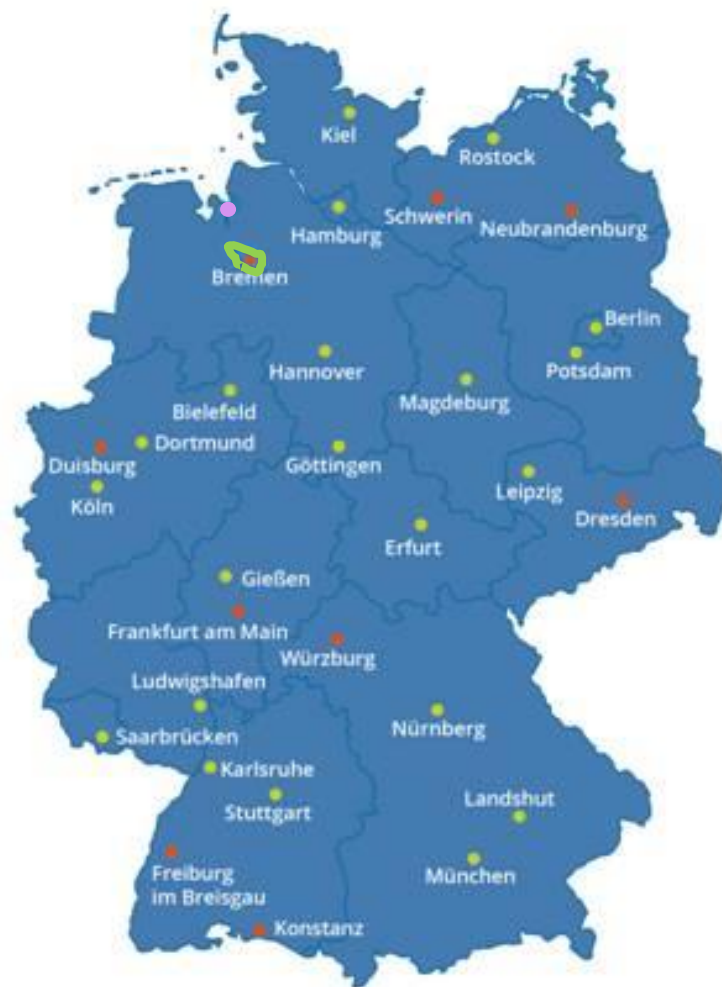 Kiel
Rostock
Schwerin
Neubrandenburg
Hamburg
Bremen
Berlin
Potsdam
Hannover
Magdeburg
Bielefeld
Dortmund
Duisburg
Göttingen
Köln
Leipzig
Dresden
Erfurt
Gießen
Frankfurt am Main
Würzburg
Ludwigshafen
Nürnberg
Saarbrücken
Karlsruhe
Stuttgart
Landshut
München
Freiburg
im Breisgau
Konstanz